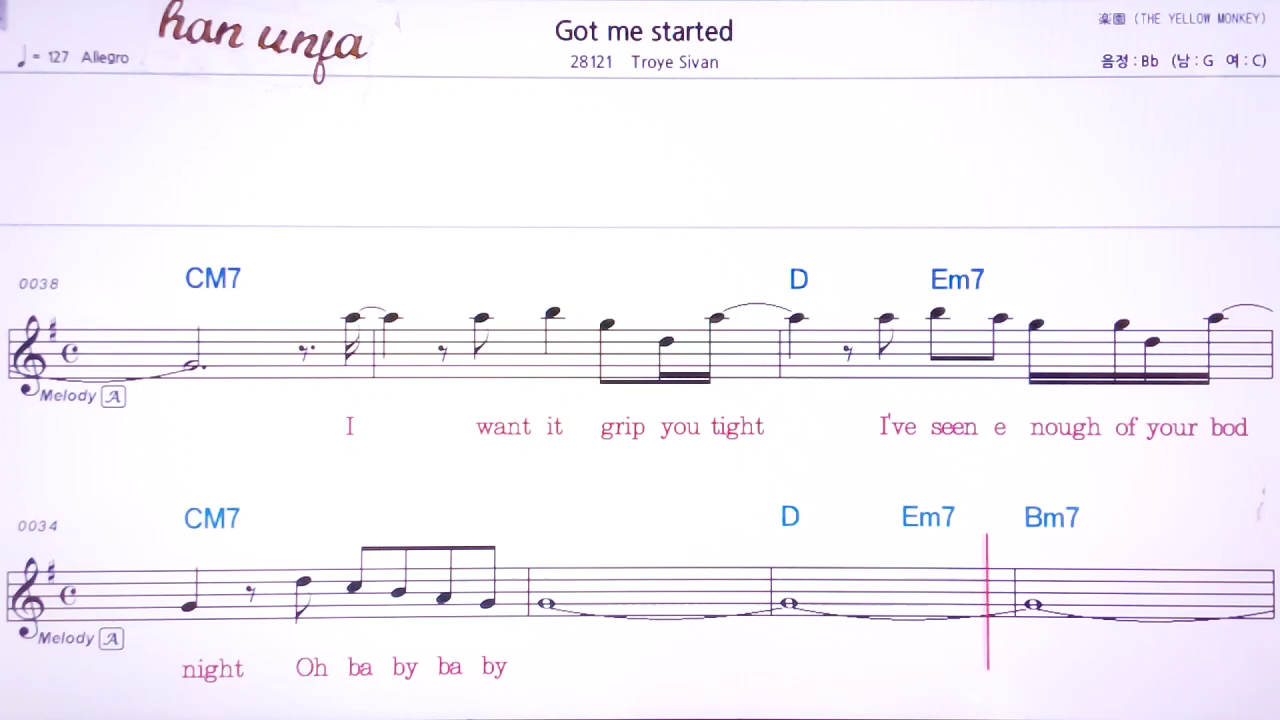 han unfa
Got me started
楽園 (THE YELLOW MONKEY)
♩= 127 Allegro
28121 Troye Sivan
음정 : Bb (남 : G 여 : C)
0038
CM7 D Em7
Melody A
I want it grip you tight I've seen e nough of your bod
0034
CM7 D Em7 Bm7
Melody A
night Oh ba by ba by